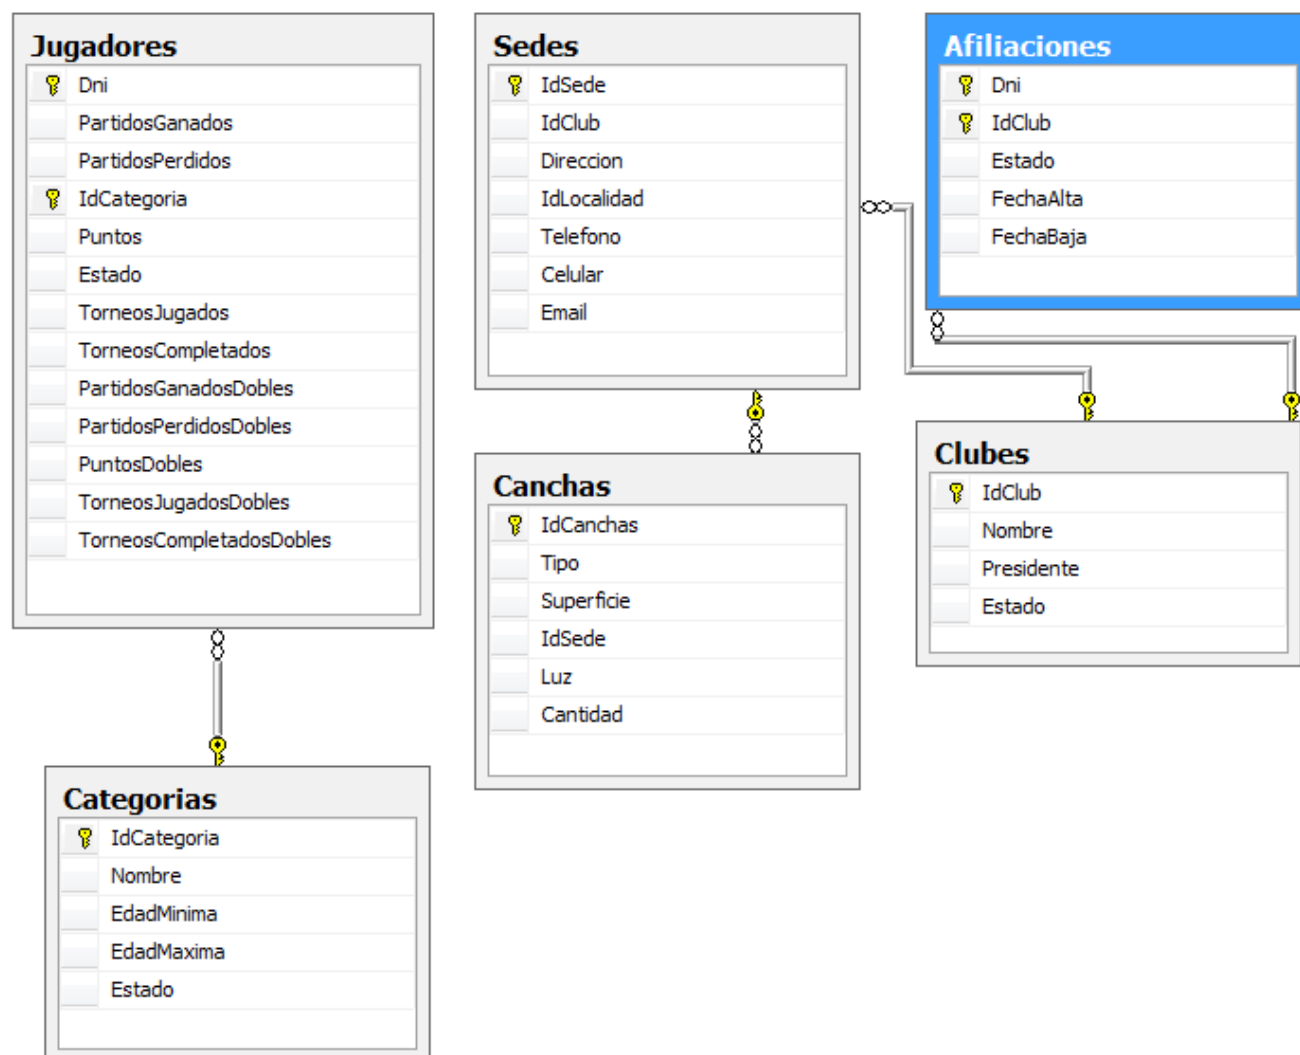 Jugadores
Dni
PartidosGanados
PartidosPerdidos
IdCategoria
Puntos
Estado
TorneosJugados
TorneosCompletados
PartidosGanadosDobles
PartidosPerdidosDobles
PuntosDobles
TorneosJugadosDobles
TorneosCompletadosDobles
Categorias
IdCategoria
Nombre
EdadMinima
EdadMaxima
Estado
Sedes
IdSede
IdClub
Direccion
IdLocalidad
Telefono
Celular
Email
Canchas
IdCanchas
Tipo
Superficie
IdSede
Luz
Cantidad
Afiliaciones
Dni
IdClub
Estado
FechaAlta
FechaBaja
Clubes
IdClub
Nombre
Presidente
Estado